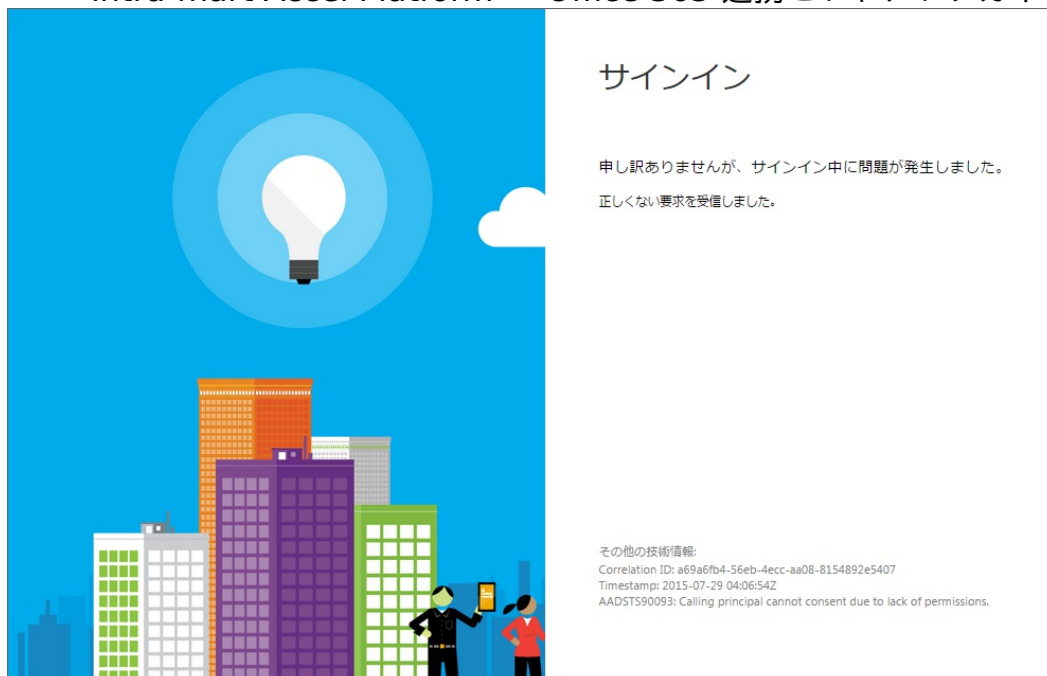 サインイン
申し訳ありませんが、サインイン中に問題が発生しました。
正しくない要求を受信しました。
その他の技術情報:
Correlation ID: a69a6fb4-56eb-4ecc-aa08-8154892e5407
Timestamp: 2015-07-29 04:06:54Z
AADSTS90093: Calling principal cannot consent due to lack of permissions.